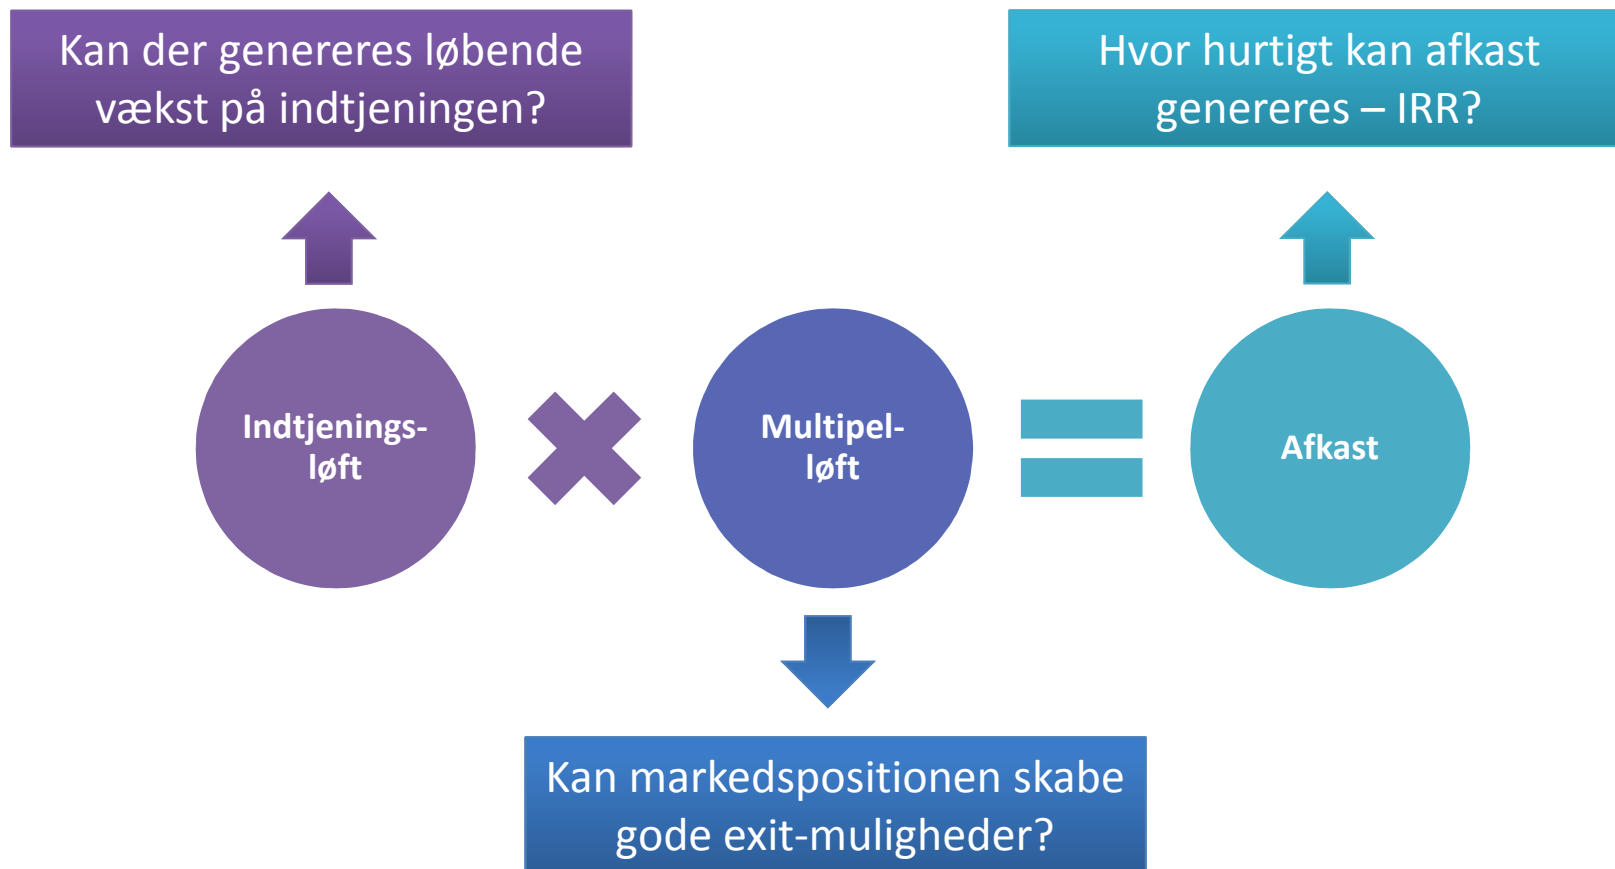 Kan der genereres løbende
vækst på indtjeningen?
Hvor hurtigt kan afkast
genereres – IRR?
Indtjenings-
løft
Multipel-
løft
Afkast
Kan markedspositionen skabe
gode exit-muligheder?